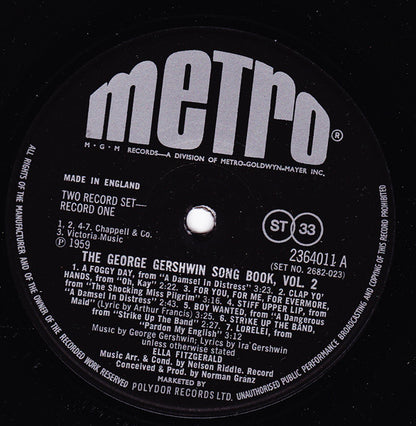 metro®
M·G·M RECORDS—A DIVISION OF METRO-GOLDWYN-MAYER INC.
MADE IN ENGLAND
TWO RECORD SET—
RECORD ONE
1, 2, 4-7. Chappell & Co.
3. Victoria Music
Ⓟ 1959
ST 33
2364011 A
(SET NO. 2682-023)
THE GEORGE GERSHWIN SONG BOOK, VOL. 2
1. A FOGGY DAY, from "A Damsel In Distress" 3:23. 2. CLAP YO'
HANDS, from "Oh, Kay" 2:27. 3. FOR YOU, FOR ME, FOR EVERMORE,
from "The Shocking Miss Pilgrim" 3:16. 4. STIFF UPPER LIP, from
"A Damsel In Distress" 2:43. 5. BOY WANTED, from "A Dangerous
Maid" (Lyric by Arthur Francis) 3:25. 6. STRIKE UP THE BAND,
from "Strike Up The Band" 2:27. 7. LORELEI, from
"Pardon My English"
Music by George Gershwin; Lyrics by Ira Gershwin
unless otherwise stated
ELLA FITZGERALD
Music Arr. & Cond. by Nelson Riddle. Record
Conceived & Prod. by Norman Granz
MARKETED BY
POLYDOR RECORDS LTD.
ALL RIGHTS OF THE MANUFACTURER AND OF THE OWNER OF THE RECORDED WORK RESERVED
UNAUTHORISED PUBLIC PERFORMANCE BROADCASTING AND COPYING OF THIS RECORD PROHIBITED